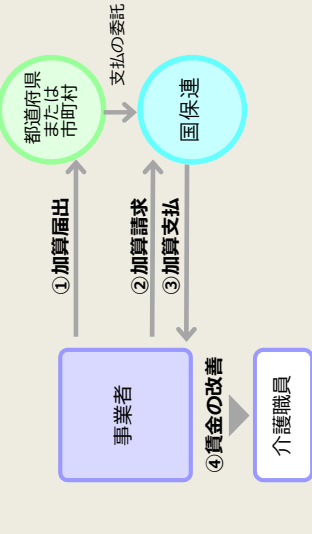 都道府県
または
市町村
支払の委託
①加算届出
②加算請求
③加算支払
国保連
事業者
④賃金の改善
介護職員